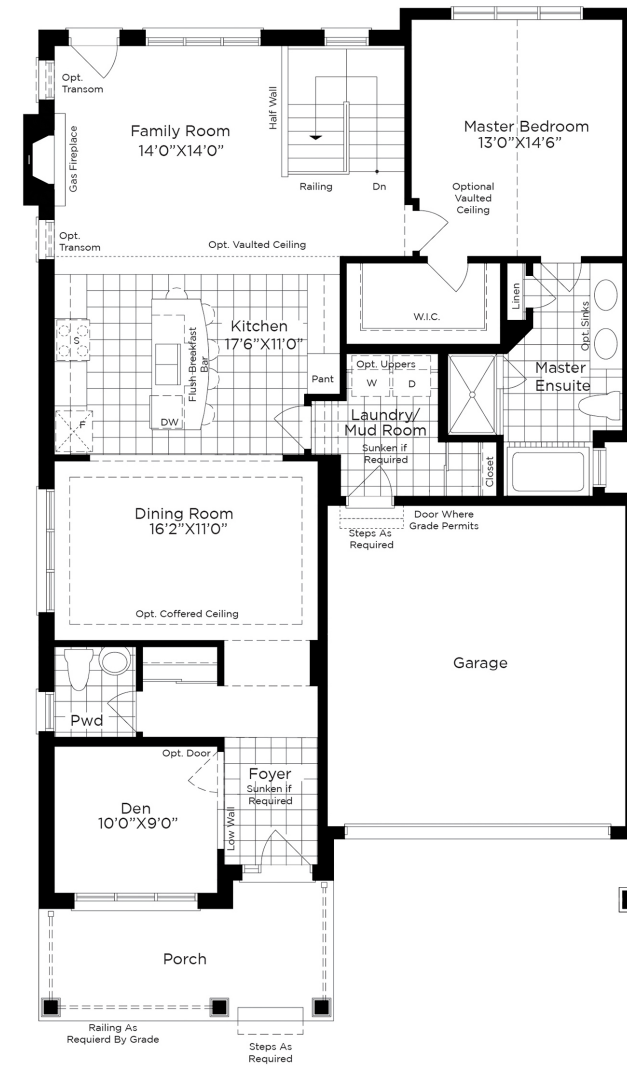 Opt.
Transom
Family Room
14'0"X14'0"
Half Wall
Gas Fireplace
Railing
Dn
Master Bedroom
13'0"X14'6"
Optional
Vaulted
Ceiling
Opt.
Transom
Opt. Vaulted Ceiling
W.I.C.
Linen
Opt. Sinks
Kitchen
17'6"X11'0"
Flush Breakfast
Bar
S
F
DW
Pant
Opt. Uppers
W
D
Master
Ensuite
Laundry/
Mud Room
Sunken if
Required
Closet
Door Where
Grade Permits
Steps As
Required
Dining Room
16'2"X11'0"
Opt. Coffered Ceiling
Garage
Pwd
Opt. Door
Foyer
Sunken if
Required
Low Wall
Den
10'0"X9'0"
Porch
Railing As
Requierd By Grade
Steps As
Required